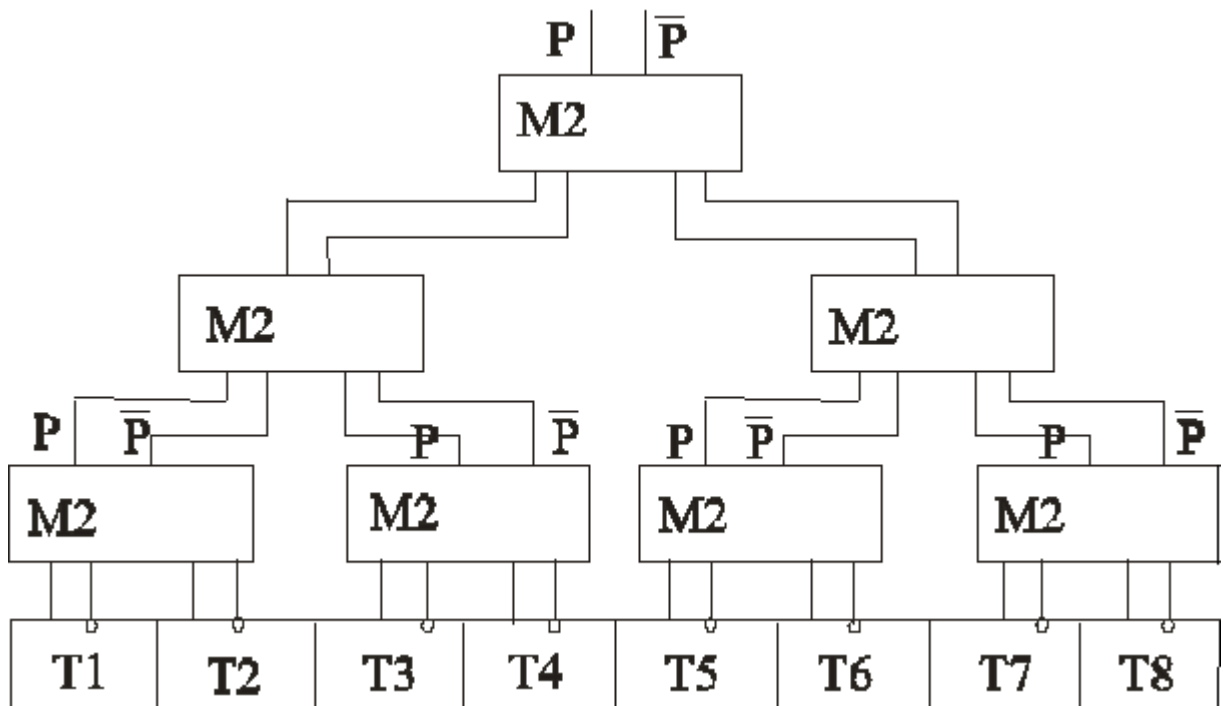 P P̅
M2
M2 M2
P P̅ P P̅ P P̅ P P̅
M2 M2 M2 M2
T1 T2 T3 T4 T5 T6 T7 T8